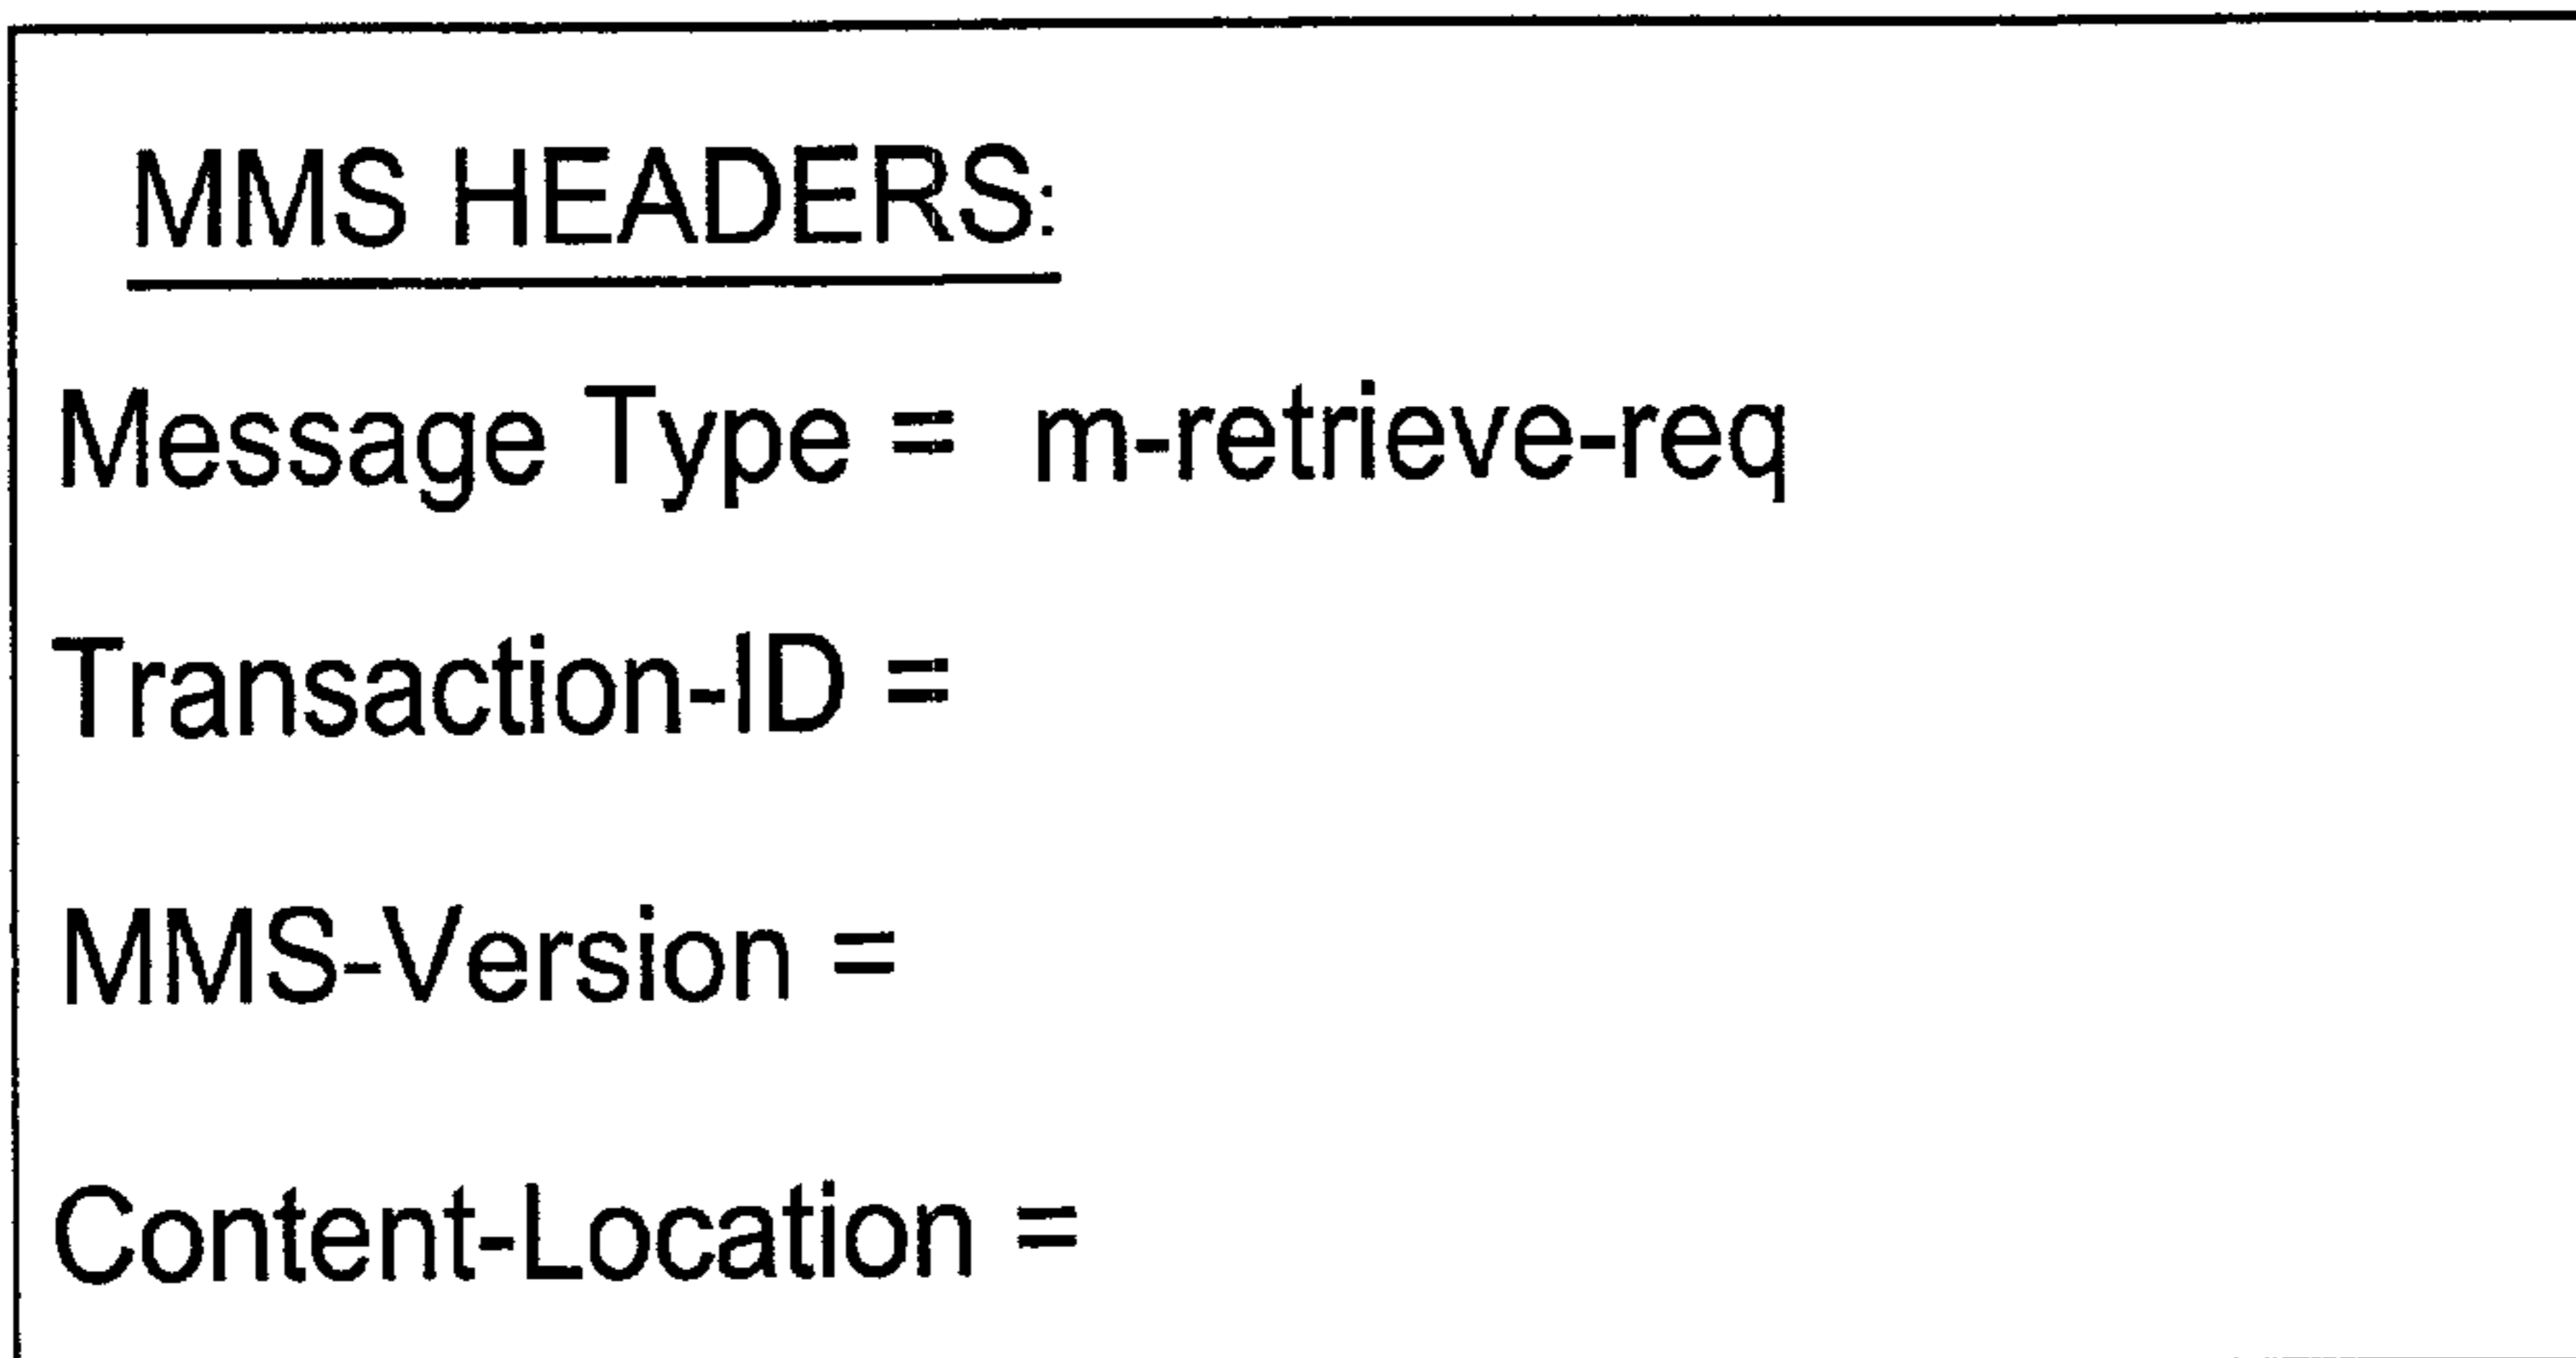 MMS HEADERS:
Message Type = m-retrieve-req
Transaction-ID =
MMS-Version =
Content-Location =